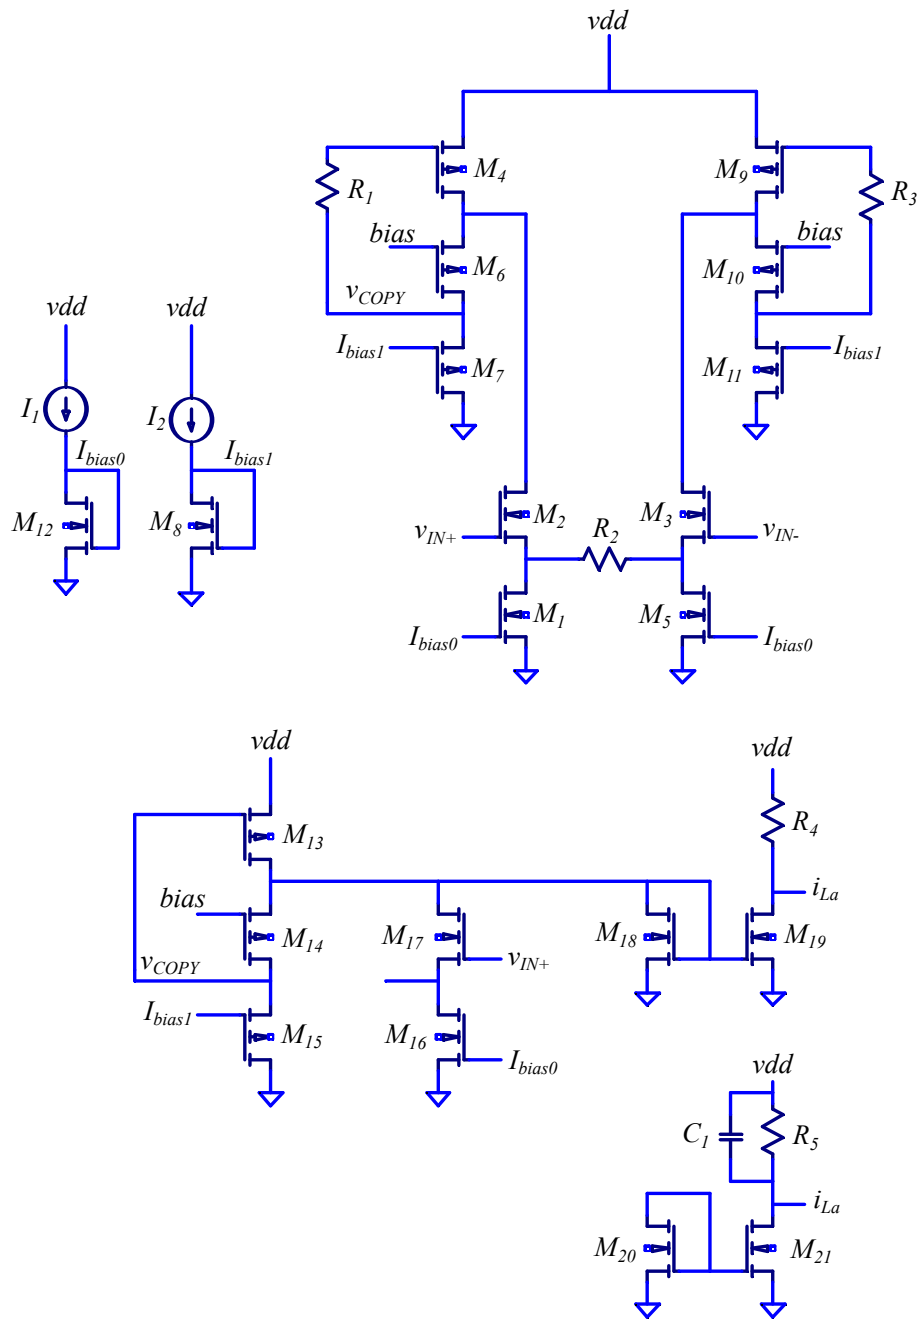 vdd
M4
M9
R1
R3
bias
bias
M6
M10
vCOPY
vdd
vdd
Ibias1
Ibias1
M7
M11
I1
I2
Ibias0
Ibias1
M12
M8
M2
R2
M3
vIN+
vIN-
M1
M5
Ibias0
Ibias0
vdd
vdd
M13
R4
bias
iLa
M14
M17
M18
M19
vCOPY
vIN+
Ibias1
M15
M16
Ibias0
vdd
C1
R5
iLa
M20
M21